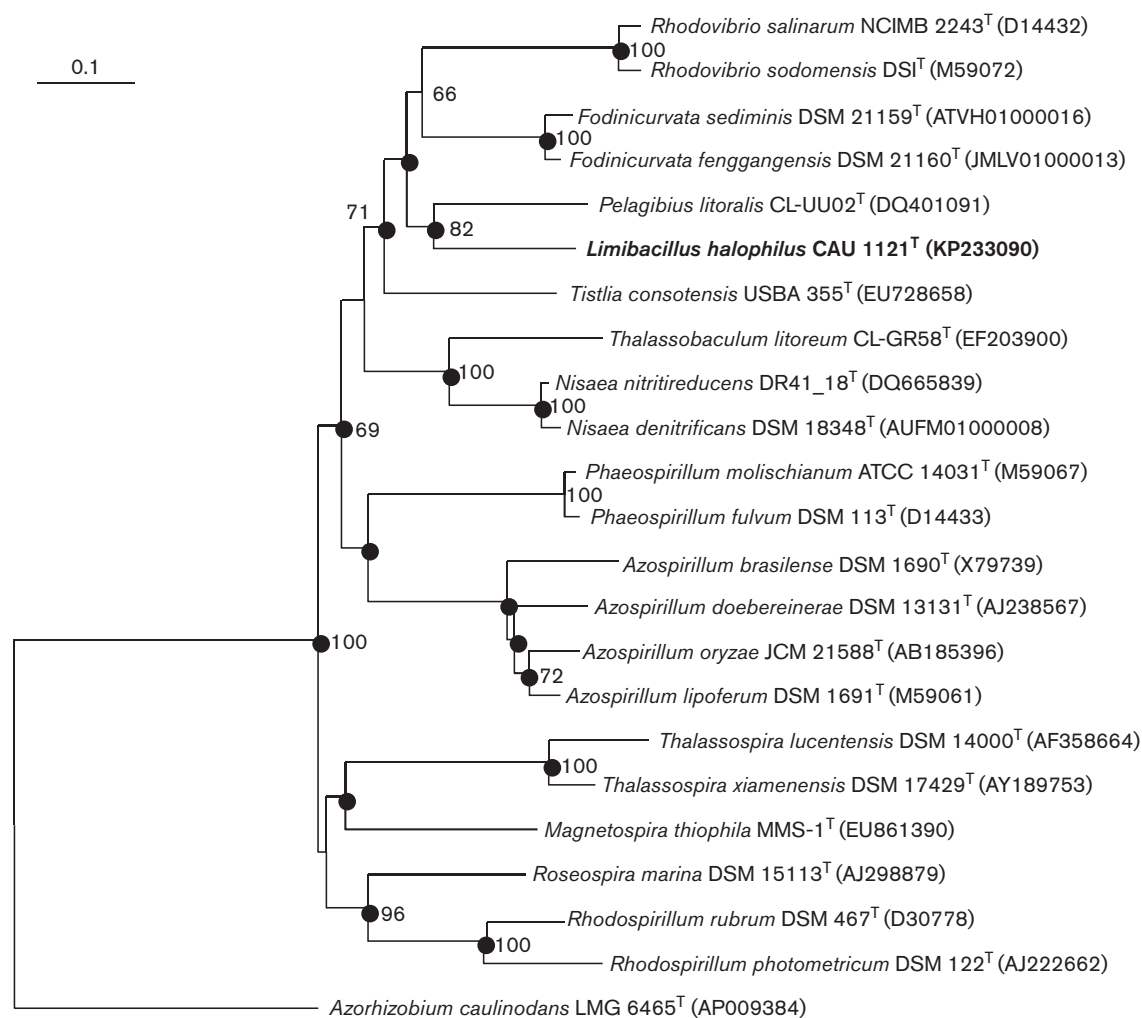 0.1
Rhodovibrio salinarum NCIMB 2243T (D14432)
100
Rhodovibrio sodomensis DSIT (M59072)
66
Fodinicurvata sediminis DSM 21159T (ATVH01000016)
100
Fodinicurvata fenggangensis DSM 21160T (JMLV01000013)
Pelagibius litoralis CL-UU02T (DQ401091)
71
82
Limibacillus halophilus CAU 1121T (KP233090)
Tistlia consotensis USBA 355T (EU728658)
Thalassobaculum litoreum CL-GR58T (EF203900)
100
Nisaea nitritireducens DR41_18T (DQ665839)
100
Nisaea denitrificans DSM 18348T (AUFM01000008)
69
Phaeospirillum molischianum ATCC 14031T (M59067)
100
Phaeospirillum fulvum DSM 113T (D14433)
Azospirillum brasilense DSM 1690T (X79739)
Azospirillum doebereinerae DSM 13131T (AJ238567)
100
Azospirillum oryzae JCM 21588T (AB185396)
72
Azospirillum lipoferum DSM 1691T (M59061)
Thalassospira lucentensis DSM 14000T (AF358664)
100
Thalassospira xiamenensis DSM 17429T (AY189753)
Magnetospira thiophila MMS-1T (EU861390)
Roseospira marina DSM 15113T (AJ298879)
96
Rhodospirillum rubrum DSM 467T (D30778)
100
Rhodospirillum photometricum DSM 122T (AJ222662)
Azorhizobium caulinodans LMG 6465T (AP009384)